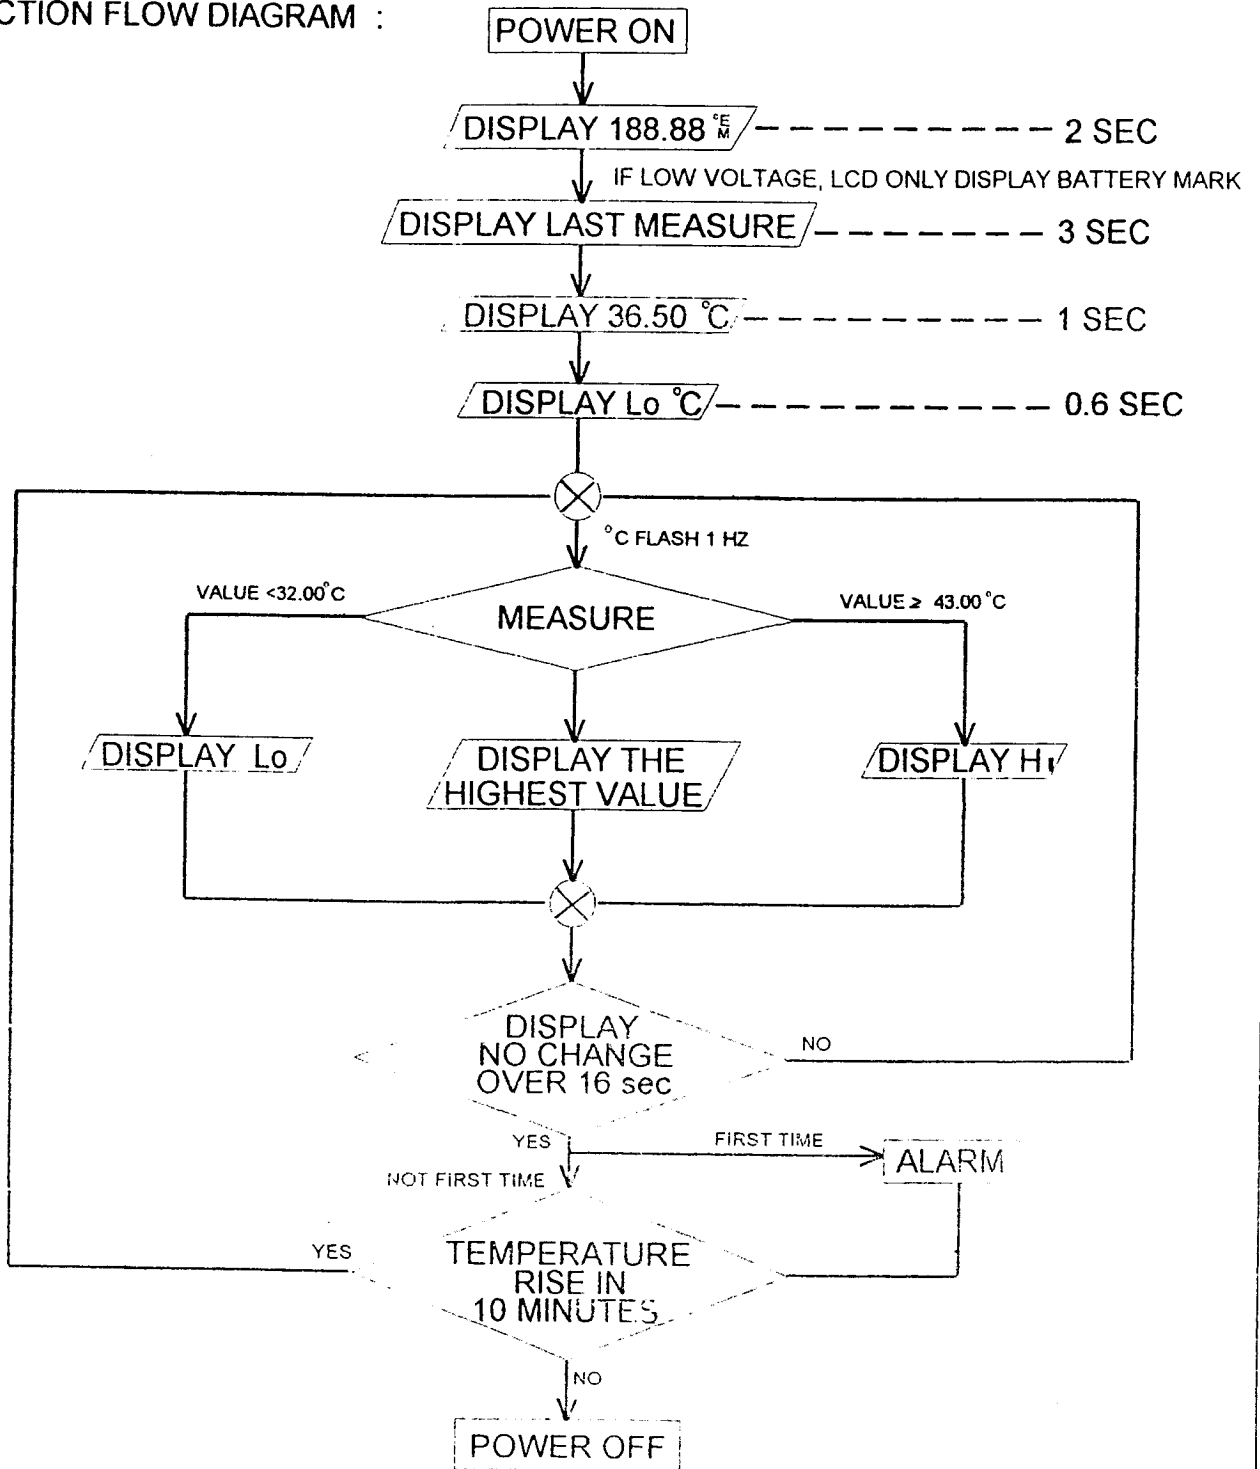 CTION FLOW DIAGRAM :
POWER ON
DISPLAY 188.88 °E M
2 SEC
IF LOW VOLTAGE, LCD ONLY DISPLAY BATTERY MARK
DISPLAY LAST MEASURE
3 SEC
DISPLAY 36.50 °C
1 SEC
DISPLAY Lo °C
0.6 SEC
°C FLASH 1 HZ
VALUE <32.00°C
MEASURE
VALUE ≥ 43.00 °C
DISPLAY Lo
DISPLAY THE
HIGHEST VALUE
DISPLAY Hi
DISPLAY
NO CHANGE
OVER 16 sec
NO
YES
FIRST TIME
ALARM
NOT FIRST TIME
YES
TEMPERATURE
RISE IN
10 MINUTES
NO
POWER OFF